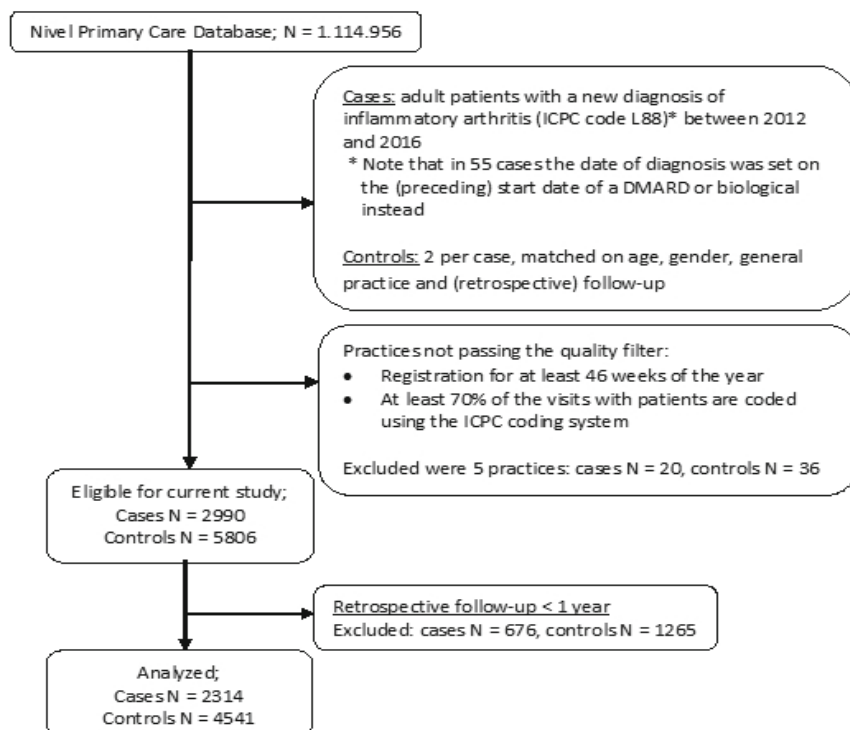 Nivel Primary Care Database; N = 1.114.956
Cases: adult patients with a new diagnosis of
inflammatory arthritis (ICPC code L88)* between 2012
and 2016
* Note that in 55 cases the date of diagnosis was set on
the (preceding) start date of a DMARD or biological
instead
Controls: 2 per case, matched on age, gender, general
practice and (retrospective) follow-up
Practices not passing the quality filter:
• Registration for at least 46 weeks of the year
• At least 70% of the visits with patients are coded
using the ICPC coding system
Excluded were 5 practices: cases N = 20, controls N = 36
Eligible for current study;
Cases N = 2990
Controls N = 5806
Retrospective follow-up < 1 year
Excluded: cases N = 676, controls N = 1265
Analyzed;
Cases N = 2314
Controls N = 4541